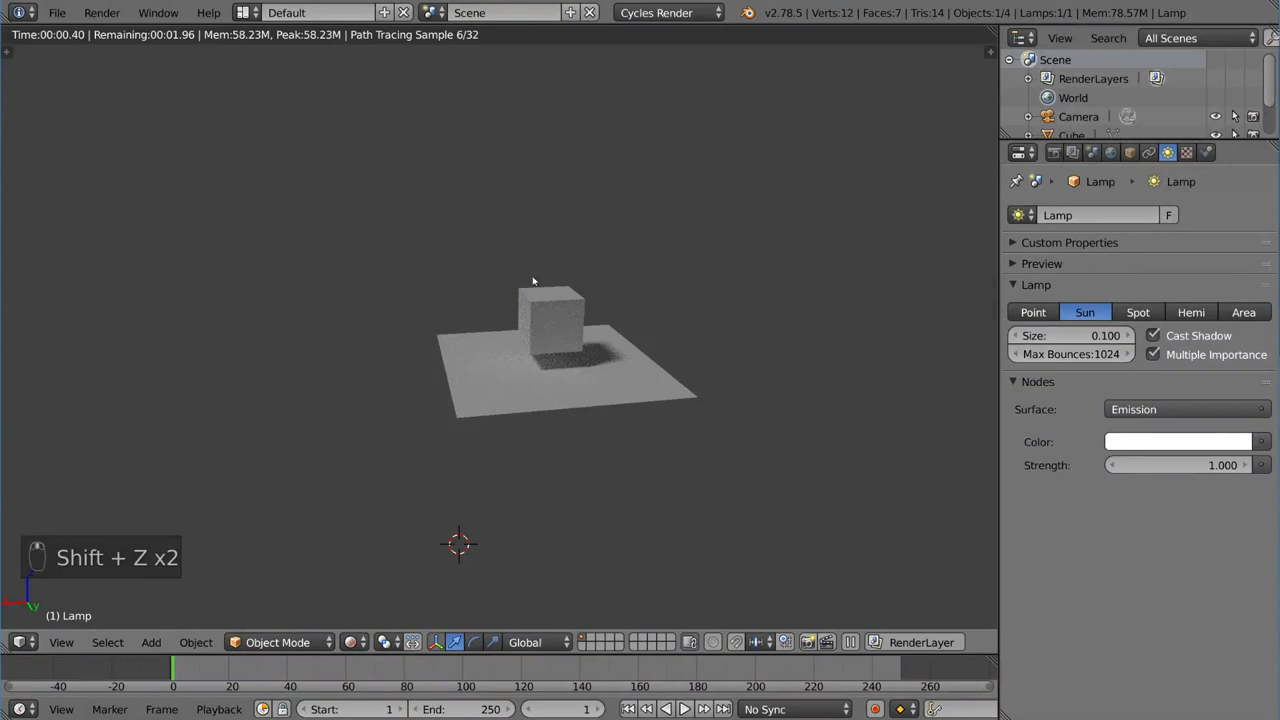 File Render Window Help Default Scene Cycles Render v2.78.5 | Verts:12 | Faces:7 | Tris:14 | Objects:1/4 | Lamps:1/1 | Mem:78.57M | Lamp
Time:00:00.40 | Remaining:00:01.96 | Mem:58.23M, Peak:58.23M | Path Tracing Sample 6/32
View Search All Scenes
Scene
RenderLayers
World
Camera
Cube
Lamp Lamp
Lamp F
Custom Properties
Preview
Lamp
Point Sun Spot Hemi Area
Size: 0.100 Cast Shadow
Max Bounces:1024 Multiple Importance
Nodes
Surface: Emission
Color:
Strength: 1.000
Shift + Z x2
z
y
(1) Lamp
View Select Add Object Object Mode Global RenderLayer
-40 -20 0 20 40 60 80 100 120 140 160 180 200 220 240 260
View Marker Frame Playback Start: 1 End: 250 1 No Sync